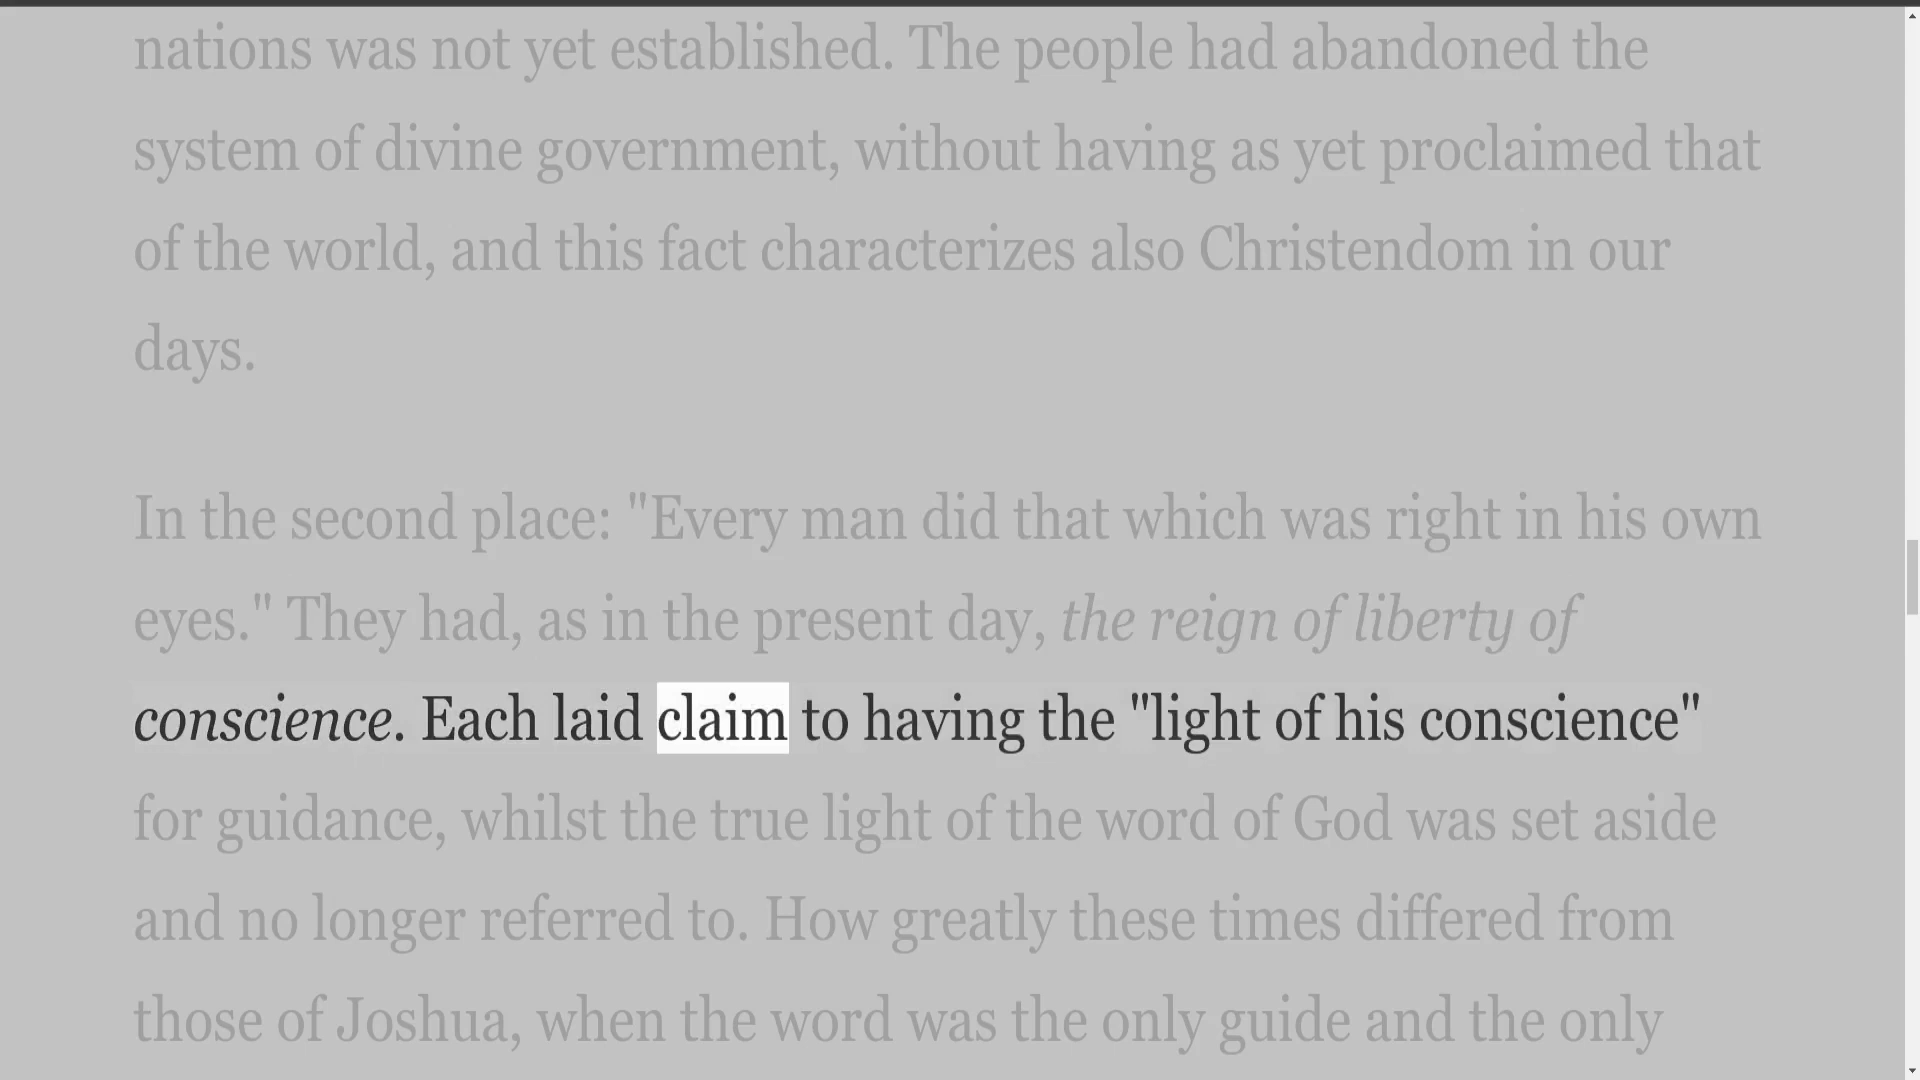 nations was not yet established. The people had abandoned the
system of divine government, without having as yet proclaimed that
of the world, and this fact characterizes also Christendom in our
days.
In the second place: "Every man did that which was right in his own
eyes." They had, as in the present day, the reign of liberty of
conscience. Each laid claim to having the "light of his conscience"
for guidance, whilst the true light of the word of God was set aside
and no longer referred to. How greatly these times differed from
those of Joshua, when the word was the only guide and the only